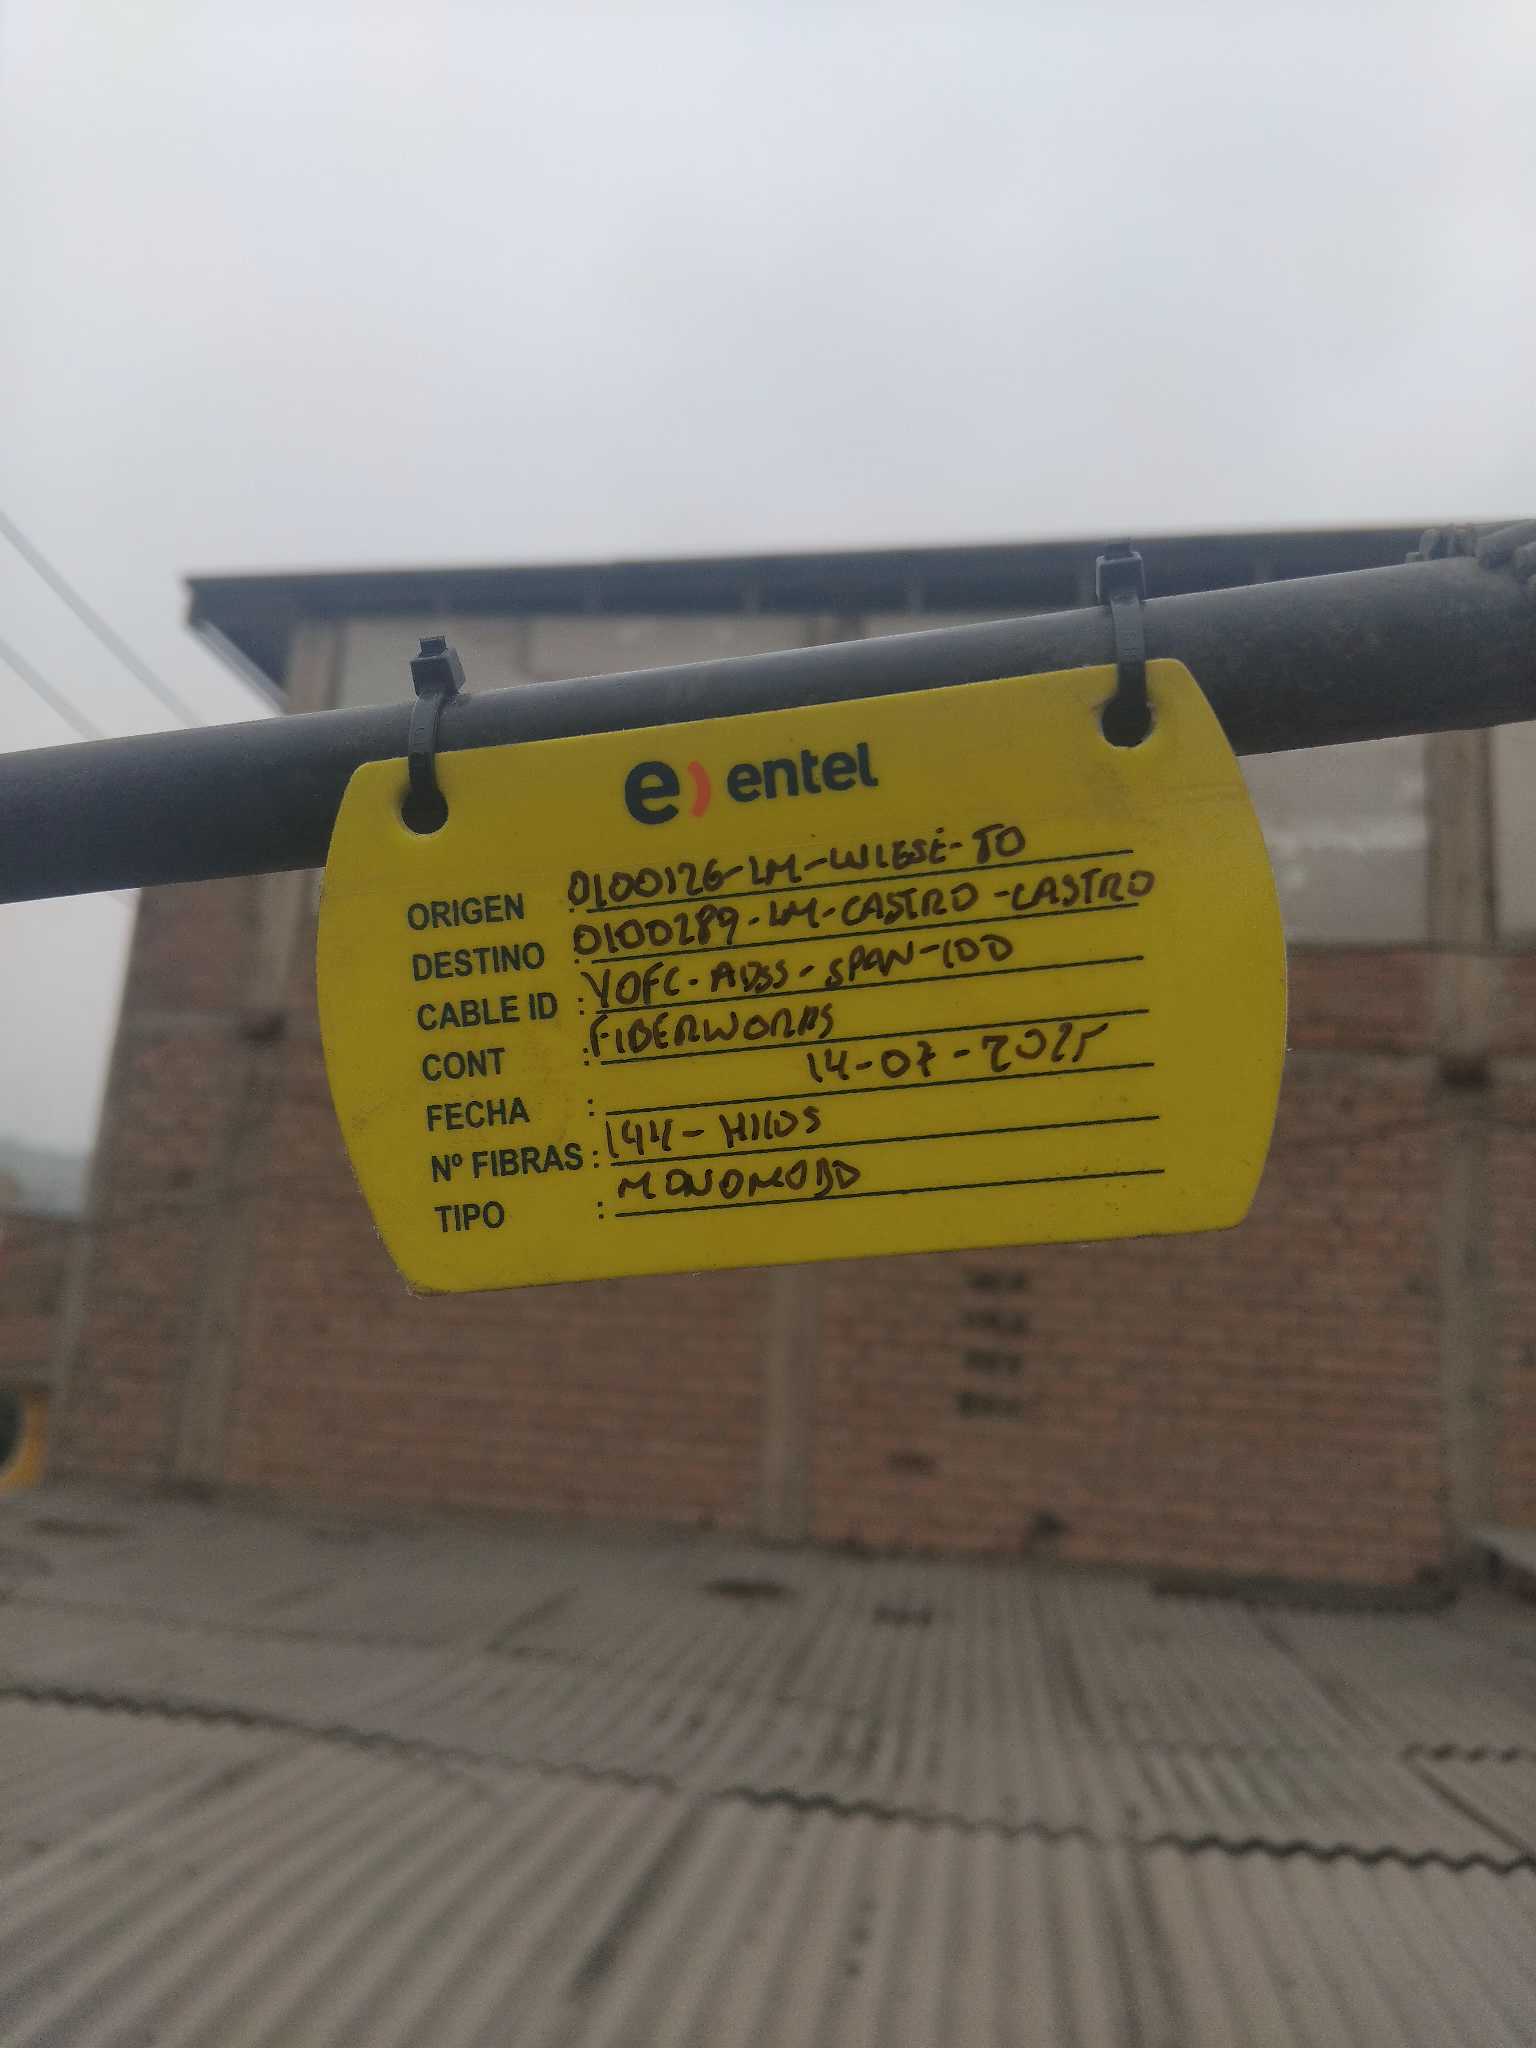 e) entel
ORIGEN : 0100126-LM-WIESE-TO
DESTINO : 0100289-LM-CASTRO-CASTRO
CABLE ID : YOFC-ADSS-SPAN-100
CONT : FIBERWORKS
FECHA : 14-07-2025
Nº FIBRAS : 144-HILOS
TIPO : MONOMODO